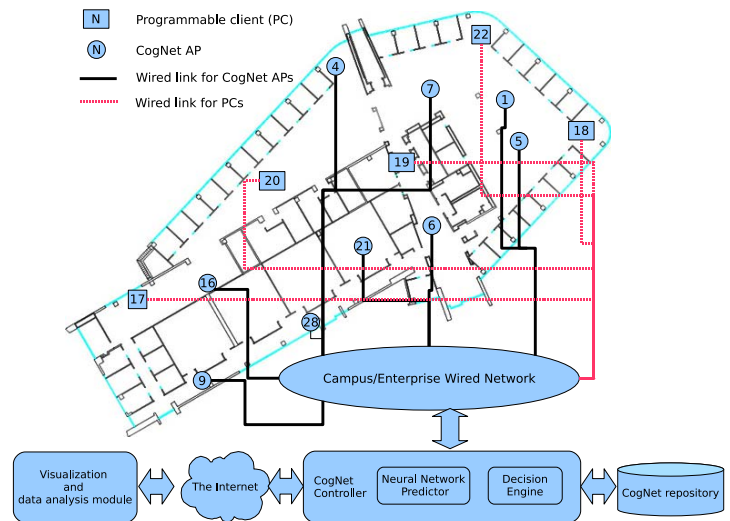 N Programmable client (PC)
N CogNet AP
Wired link for CogNet APs
Wired link for PCs
22
4
7
1
18
5
19
20
6
21
16
17
28
9
Campus/Enterprise Wired Network
Visualization
and
data analysis module
The Internet
CogNet
Controller
Neural Network
Predictor
Decision
Engine
CogNet repository